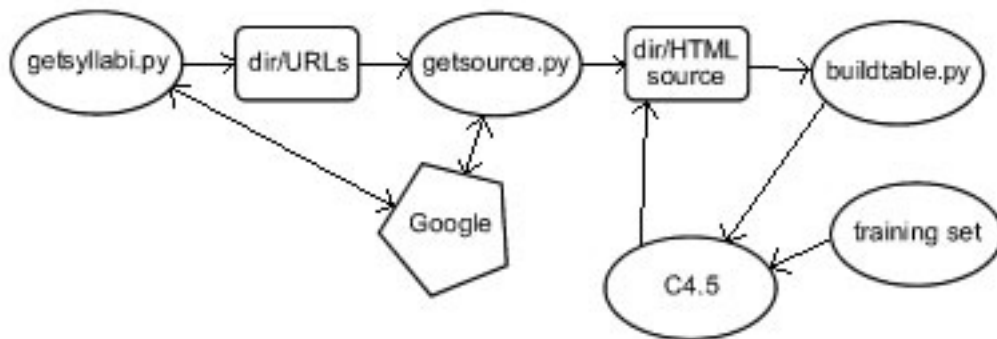 getsyllabi.py
dir/URLs
getsource.py
dir/HTML
source
buildtable.py
Google
training set
C4.5